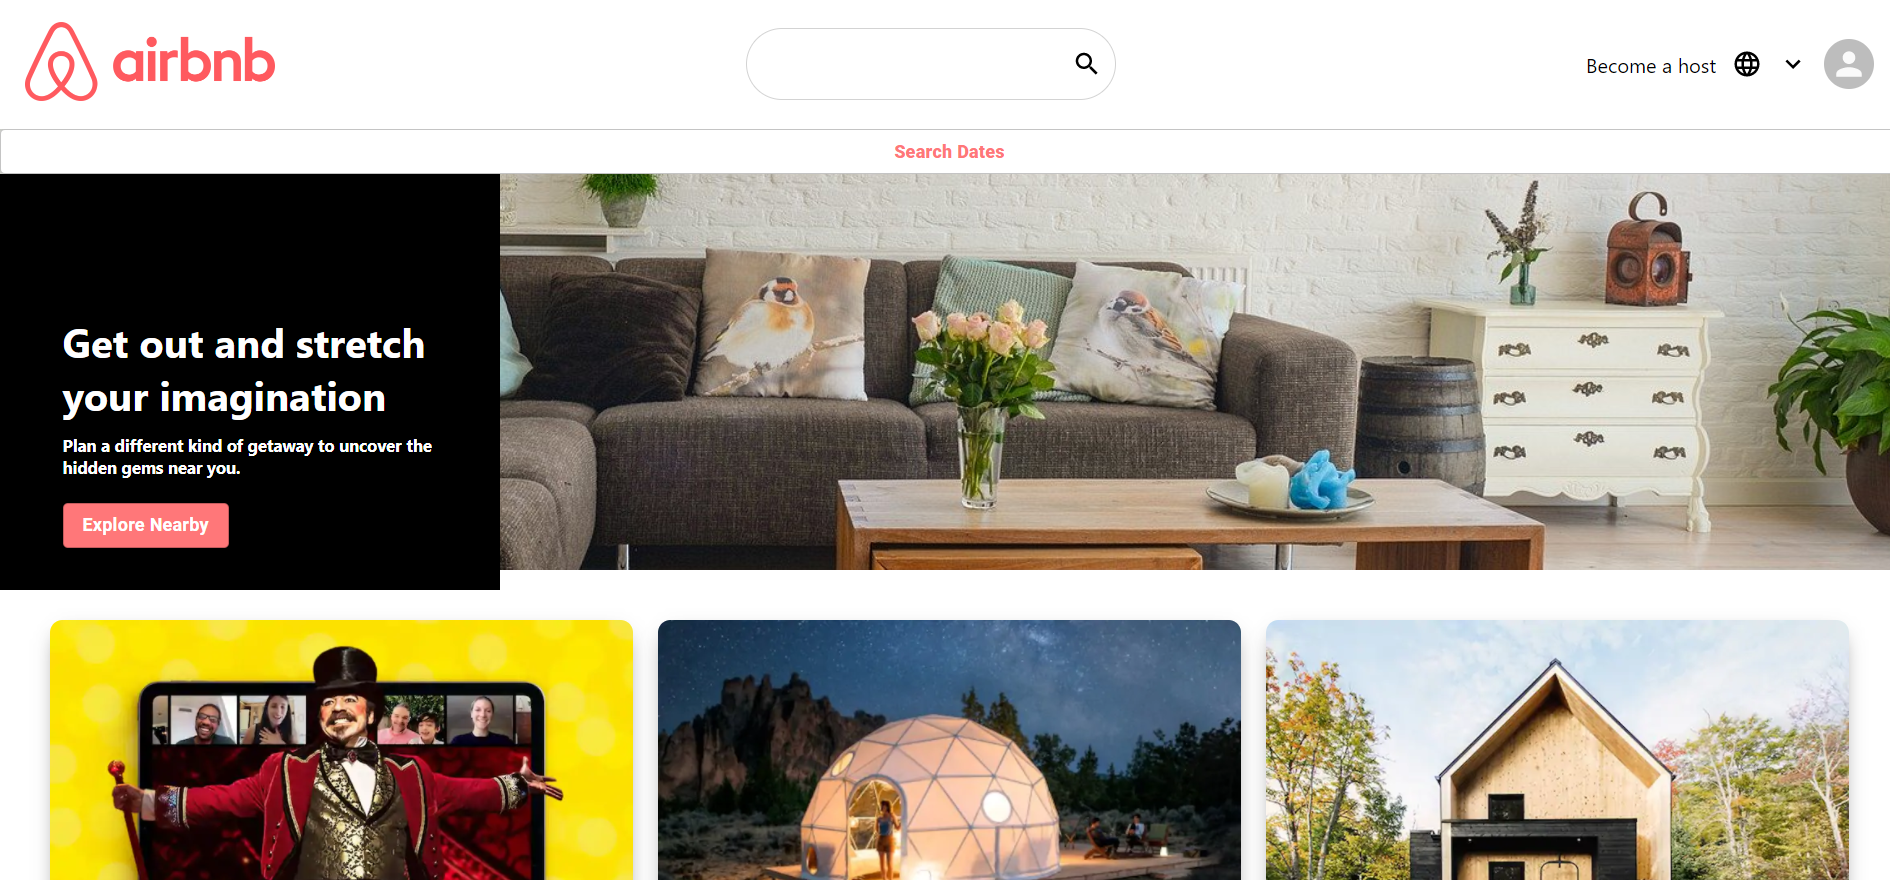 airbnb
Become a host
Search Dates
Get out and stretch
your imagination
Plan a different kind of getaway to uncover the
hidden gems near you.
Explore Nearby